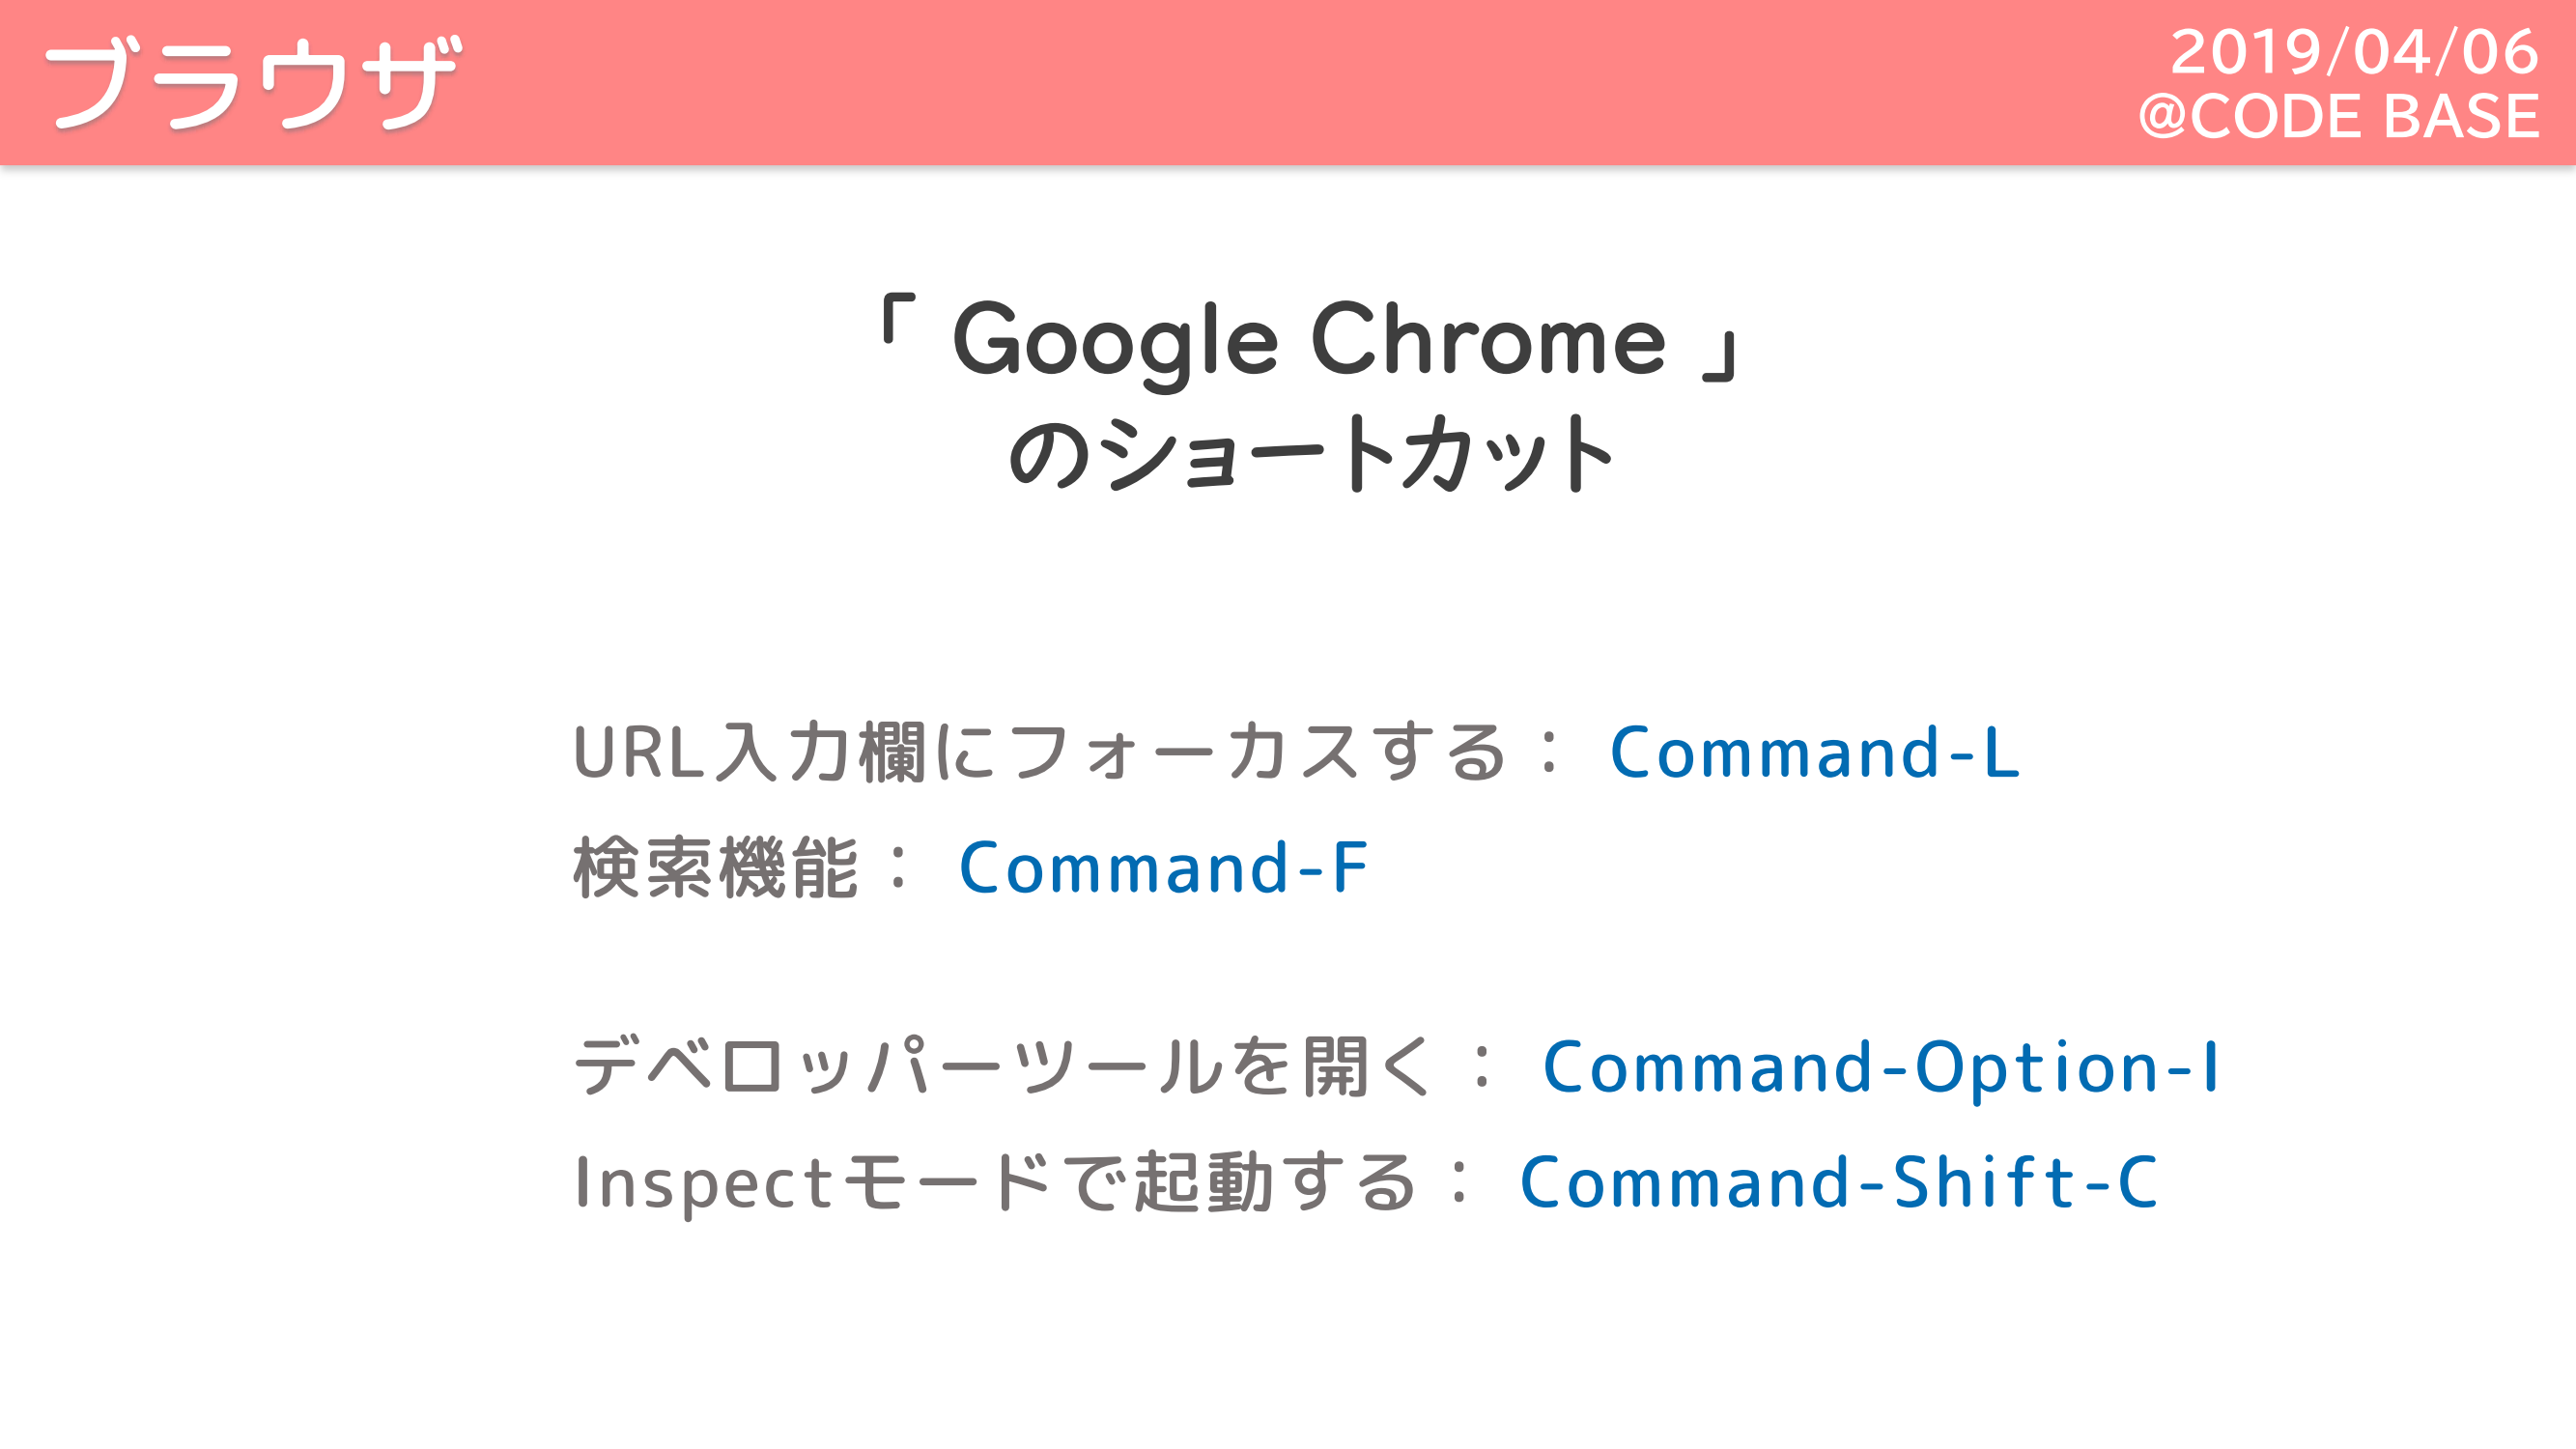 ブラウザ
2019/04/06
@CODE BASE
「 Google Chrome 」
のショートカット
URL入力欄にフォーカスする： Command-L
検索機能： Command-F
デベロッパーツールを開く： Command-Option-I
Inspectモードで起動する： Command-Shift-C